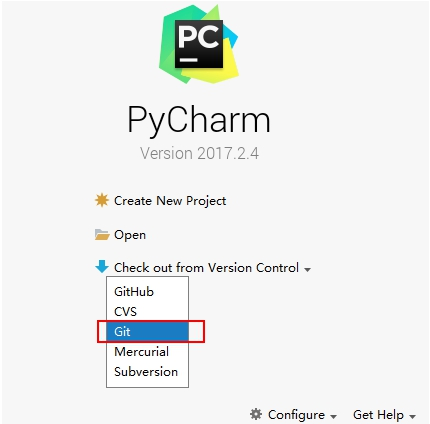 PC
PyCharm
Version 2017.2.4
Create New Project
Open
Check out from Version Control
GitHub
CVS
Git
Mercurial
Subversion
Configure Get Help